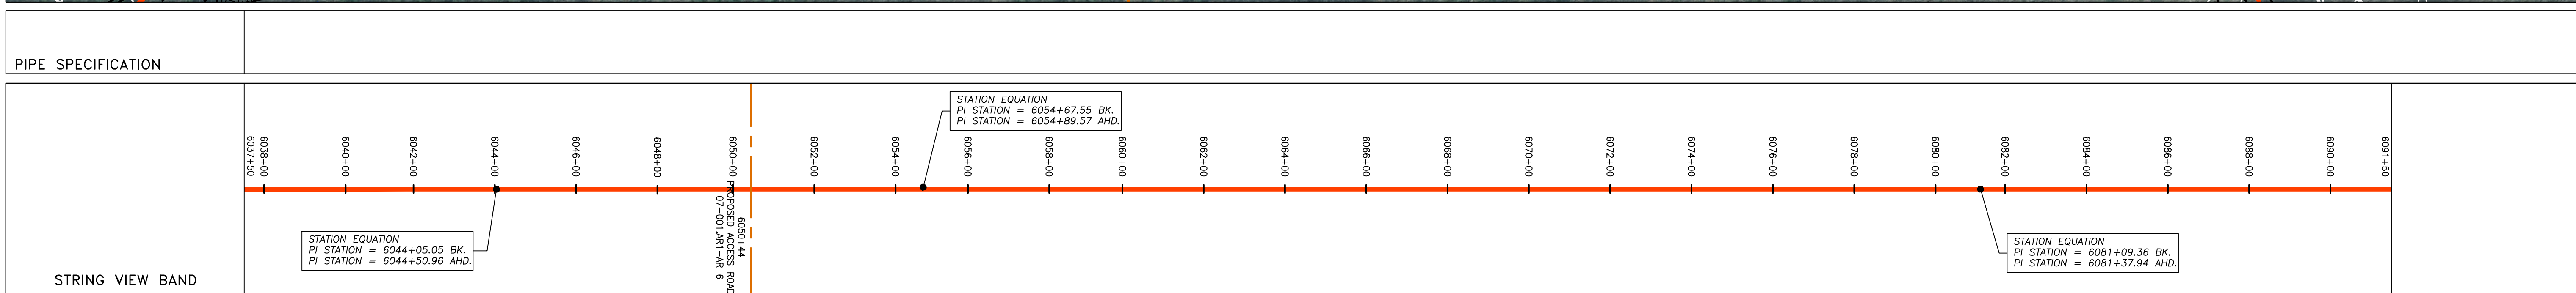 PIPE SPECIFICATION
STRING VIEW BAND
6037+50
6038+00
6040+00
6042+00
6044+00
6046+00
6048+00
6050+00
6052+00
6054+00
6056+00
6058+00
6060+00
6062+00
6064+00
6066+00
6068+00
6070+00
6072+00
6074+00
6076+00
6078+00
6080+00
6082+00
6084+00
6086+00
6088+00
6090+00
6091+50
STATION EQUATION
PI STATION = 6044+05.05 BK.
PI STATION = 6044+50.96 AHD.
6050+44
PROPOSED ACCESS ROAD
07-001.AR1-AR 6
STATION EQUATION
PI STATION = 6054+67.55 BK.
PI STATION = 6054+89.57 AHD.
STATION EQUATION
PI STATION = 6081+09.36 BK.
PI STATION = 6081+37.94 AHD.